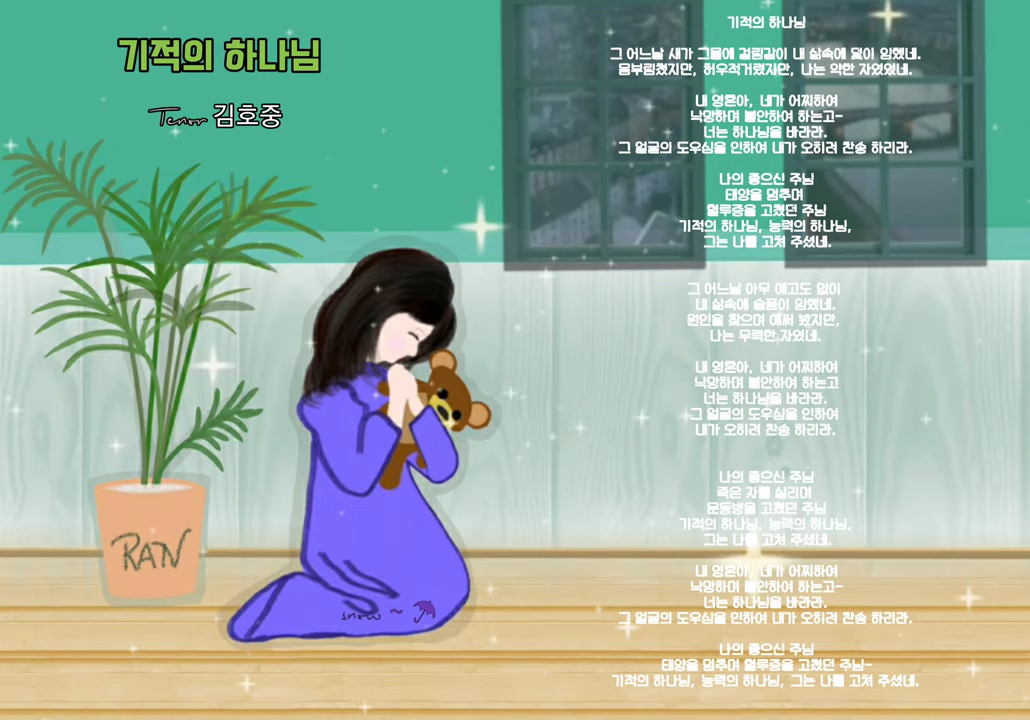 기적의 하나님
Tenor 김호중
RAN
snow ~
기적의 하나님
그 어느날 새가 그물에 걸림같이 내 삶속에 덫이 임했네.
몸부림쳤지만, 허우적거렸지만, 나는 약한 자였었네.
내 영혼아, 네가 어찌하여
낙망하며 불안하여 하는고-
너는 하나님을 바라라.
그 얼굴의 도우심을 인하여 내가 오히려 찬송 하리라.
나의 좋으신 주님
태양을 멈추며
혈루증을 고쳤던 주님
기적의 하나님, 능력의 하나님,
그는 나를 고쳐 주셨네.
그 어느날 아무 예고도 없이
내 삶속에 슬픔이 임했네.
원인을 찾으며 애써 봤지만,
나는 무력한 자였네.
내 영혼아, 네가 어찌하여
낙망하며 불안하여 하는고
너는 하나님을 바라라.
그 얼굴의 도우심을 인하여
내가 오히려 찬송 하리라.
나의 좋으신 주님
죽은 자를 살리며
문둥병을 고쳤던 주님
기적의 하나님, 능력의 하나님,
그는 나를 고쳐 주셨네.
내 영혼아, 네가 어찌하여
낙망하며 불안하여 하는고-
너는 하나님을 바라라.
그 얼굴의 도우심을 인하여 내가 오히려 찬송 하리라.
나의 좋으신 주님
태양을 멈추며 혈루증을 고쳤던 주님-
기적의 하나님, 능력의 하나님, 그는 나를 고쳐 주셨네.